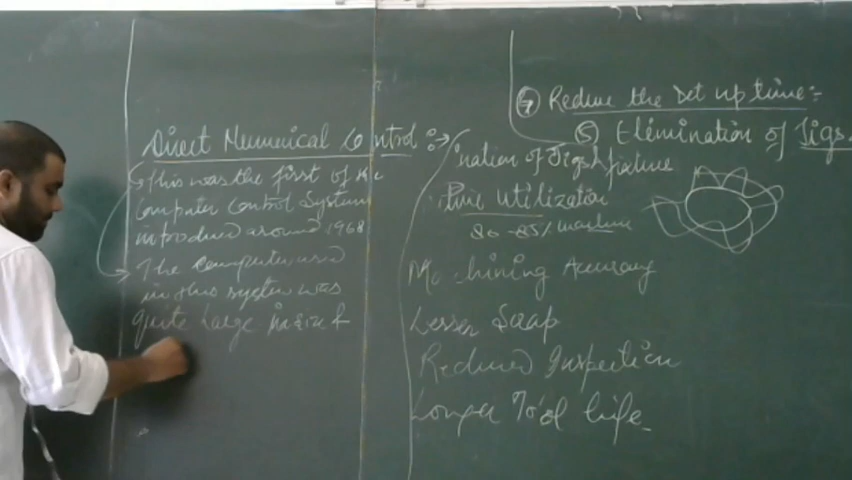 Direct Numerical Control :→
→ This was the first of the
Computer Control System
introduced around 1968
→ The computer used
in this system was
quite large in size &
④ Reduce the Set up time :-
⑤ Elimination of Jigs.
nation of Jigs & fixture
Time Utilization
80 - 85% machine
Machining Accuracy
Lesser Scrap
Reduced Inspection
Longer Tool life